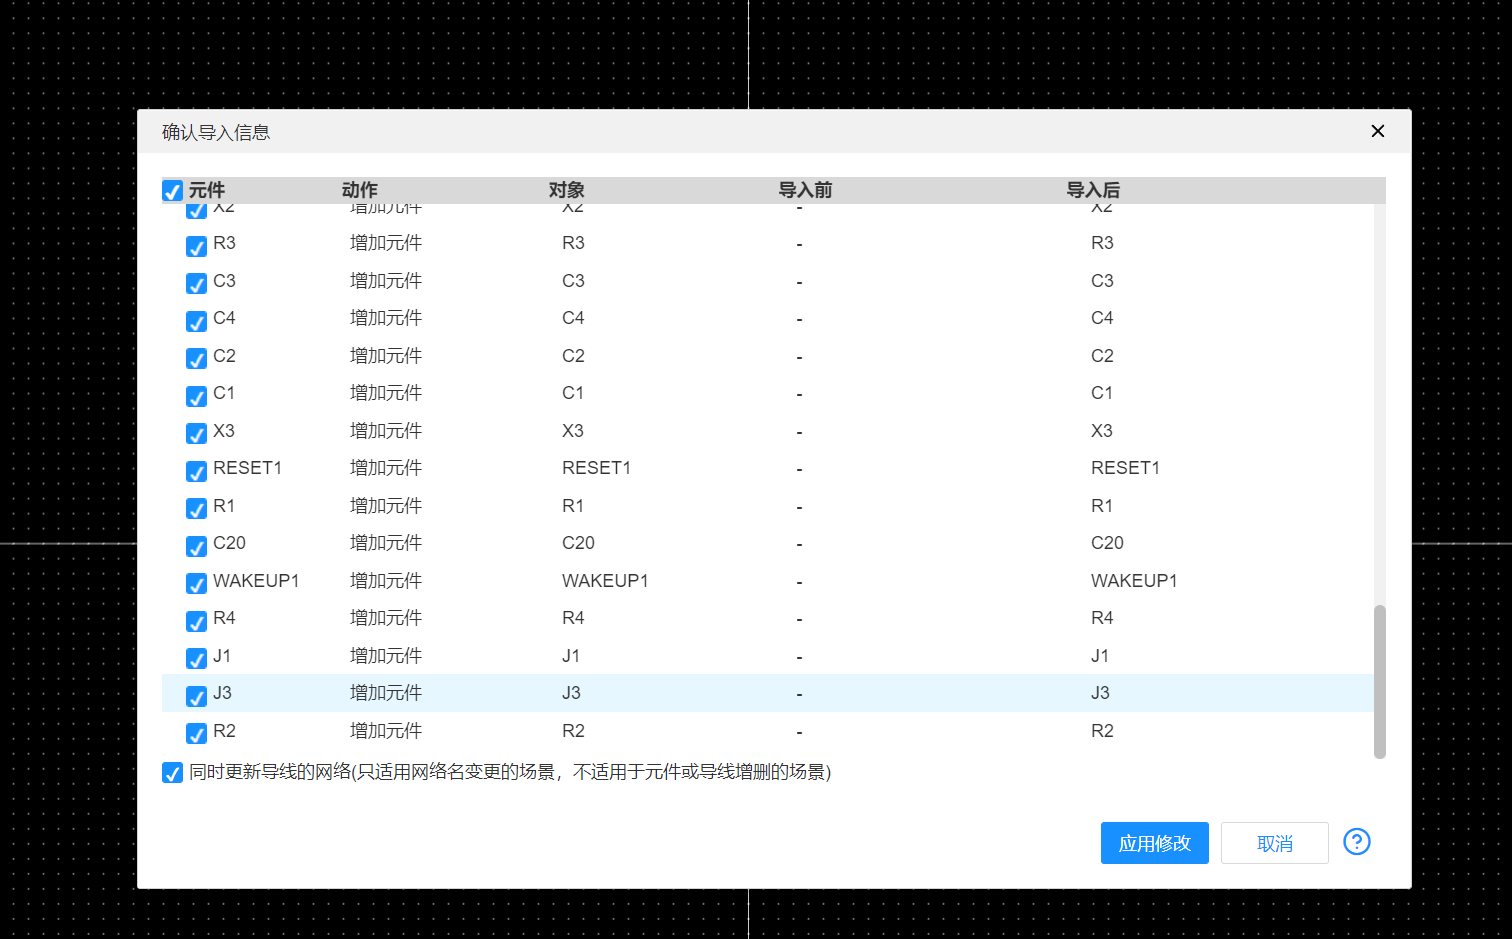 确认导入信息
元件 动作 对象 导入前 导入后
X2 增加元件 X2 - X2
R3 增加元件 R3 - R3
C3 增加元件 C3 - C3
C4 增加元件 C4 - C4
C2 增加元件 C2 - C2
C1 增加元件 C1 - C1
X3 增加元件 X3 - X3
RESET1 增加元件 RESET1 - RESET1
R1 增加元件 R1 - R1
C20 增加元件 C20 - C20
WAKEUP1 增加元件 WAKEUP1 - WAKEUP1
R4 增加元件 R4 - R4
J1 增加元件 J1 - J1
J3 增加元件 J3 - J3
R2 增加元件 R2 - R2
同时更新导线的网络(只适用网络名变更的场景，不适用于元件或导线增删的场景)
应用修改 取消 ?